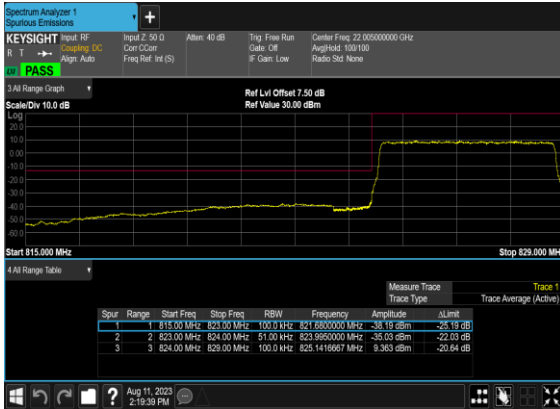 Spectrum Analyzer 1
Spurious Emissions
+
KEYSIGHT Input: RF Input Z: 50 Ω Atten: 40 dB Trig: Free Run Center Freq: 22.005000000 GHz
R T Coupling: DC Corr CCorr Gate: Off Avg|Hold: 100/100
Align: Auto Freq Ref: Int (S) IF Gain: Low Radio Std: None
PASS
3 All Range Graph
Ref Lvl Offset 7.50 dB
Scale/Div 10.0 dB Ref Value 30.00 dBm
Log
20.0
10.0
0.00
-10.0
-20.0
-30.0
-40.0
-50.0
-60.0
Start 815.000 MHz Stop 829.000 MH
4 All Range Table
Measure Trace Trace 1
Trace Type Trace Average (Active)
Spur Range Start Freq Stop Freq RBW Frequency Amplitude ΔLimit
1 1 815.00 MHz 823.00 MHz 100.0 kHz 821.6800000 MHz -38.19 dBm -25.19 dB
2 2 823.00 MHz 824.00 MHz 51.00 kHz 823.9950000 MHz -35.03 dBm -22.03 dB
3 3 824.00 MHz 829.00 MHz 100.0 kHz 825.1416667 MHz 9.363 dBm -20.64 dB
? Aug 11, 2023
2:19:39 PM